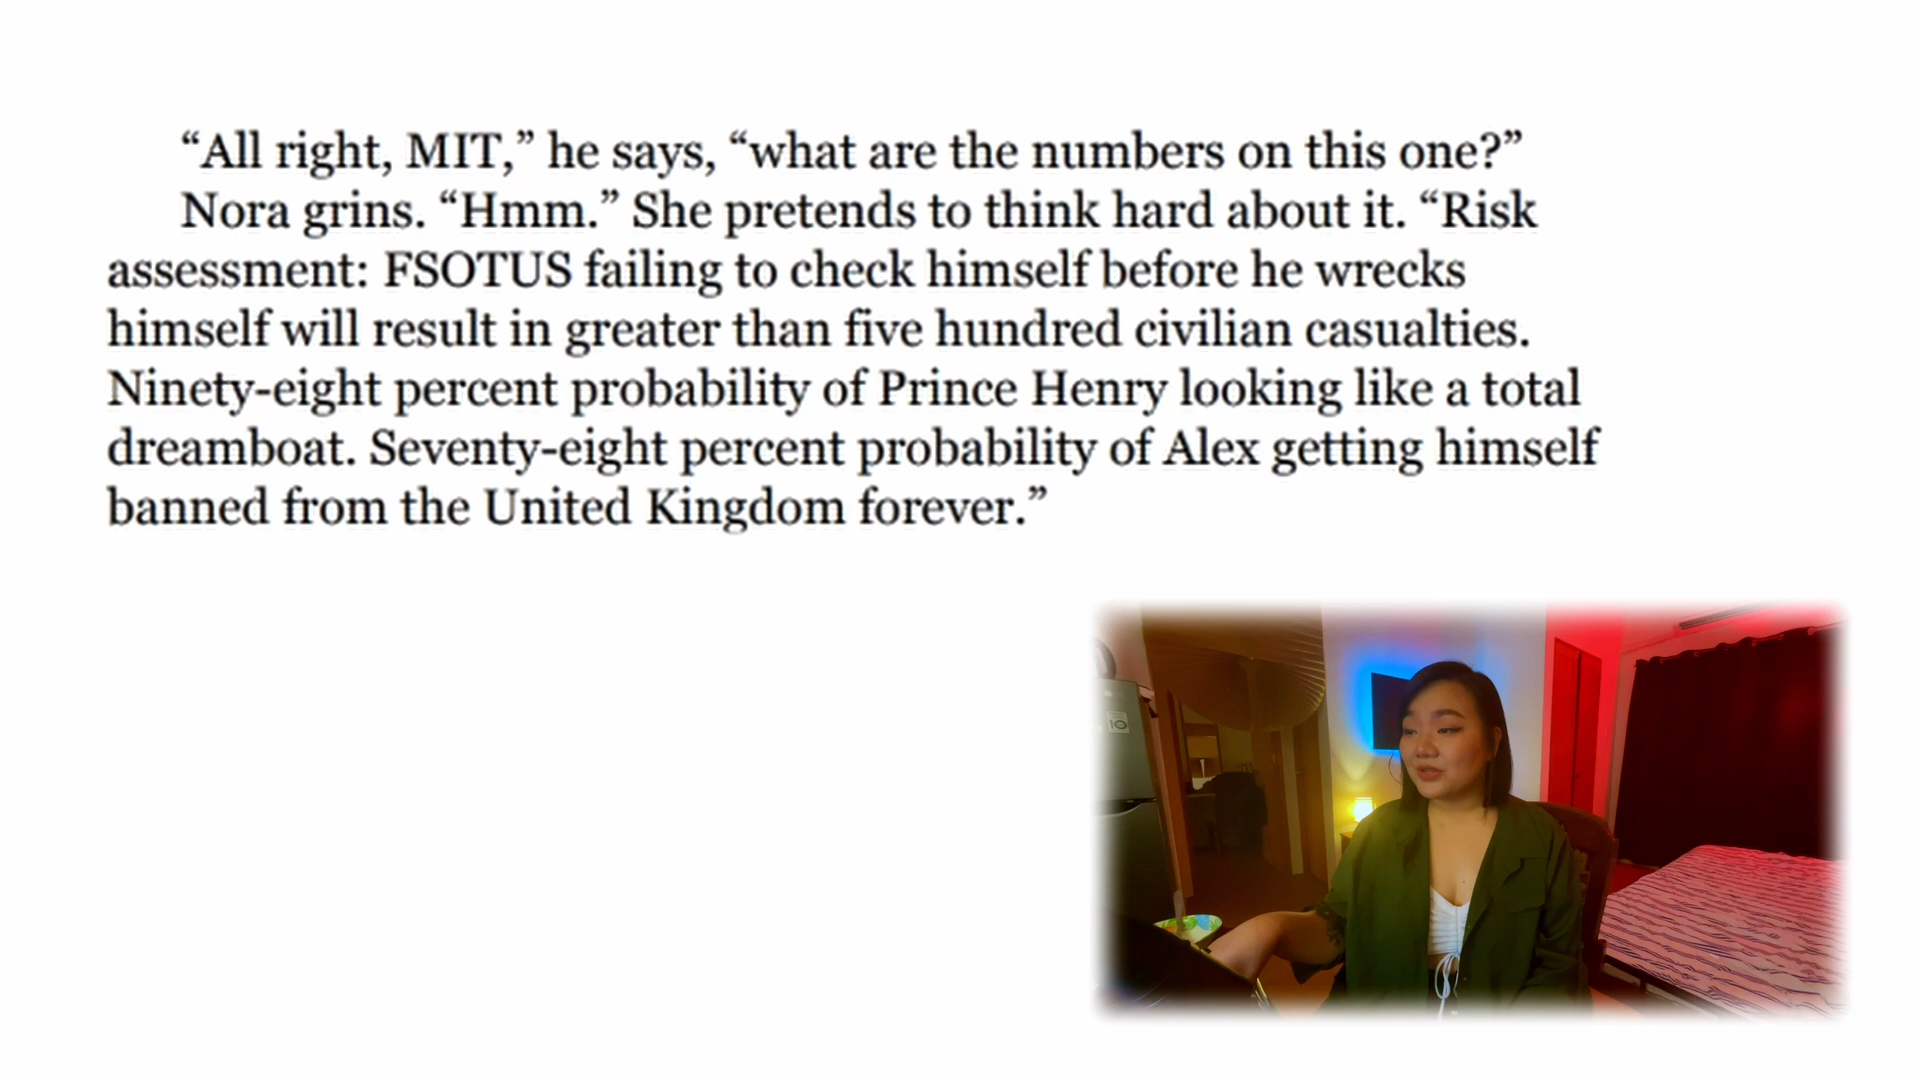 “All right, MIT,” he says, “what are the numbers on this one?”
Nora grins. “Hmm.” She pretends to think hard about it. “Risk
assessment: FSOTUS failing to check himself before he wrecks
himself will result in greater than five hundred civilian casualties.
Ninety-eight percent probability of Prince Henry looking like a total
dreamboat. Seventy-eight percent probability of Alex getting himself
banned from the United Kingdom forever.”